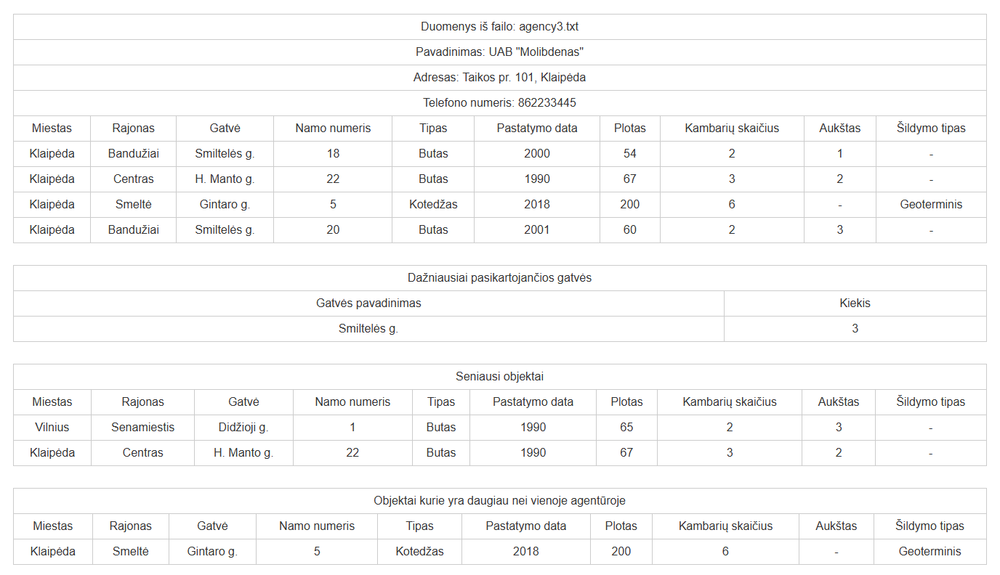 Duomenys iš failo: agency3.txt
Pavadinimas: UAB "Molibdenas"
Adresas: Taikos pr. 101, Klaipėda
Telefono numeris: 862233445
Miestas Rajonas Gatvė Namo numeris Tipas Pastatymo data Plotas Kambarių skaičius Aukštas Šildymo tipas
Klaipėda Bandužiai Smiltelės g. 18 Butas 2000 54 2 1 -
Klaipėda Centras H. Manto g. 22 Butas 1990 67 3 2 -
Klaipėda Smeltė Gintaro g. 5 Kotedžas 2018 200 6 - Geoterminis
Klaipėda Bandužiai Smiltelės g. 20 Butas 2001 60 2 3 -
Dažniausiai pasikartojančios gatvės
Gatvės pavadinimas Kiekis
Smiltelės g. 3
Seniausi objektai
Miestas Rajonas Gatvė Namo numeris Tipas Pastatymo data Plotas Kambarių skaičius Aukštas Šildymo tipas
Vilnius Senamiestis Didžioji g. 1 Butas 1990 65 2 3 -
Klaipėda Centras H. Manto g. 22 Butas 1990 67 3 2 -
Objektai kurie yra daugiau nei vienoje agentūroje
Miestas Rajonas Gatvė Namo numeris Tipas Pastatymo data Plotas Kambarių skaičius Aukštas Šildymo tipas
Klaipėda Smeltė Gintaro g. 5 Kotedžas 2018 200 6 - Geoterminis